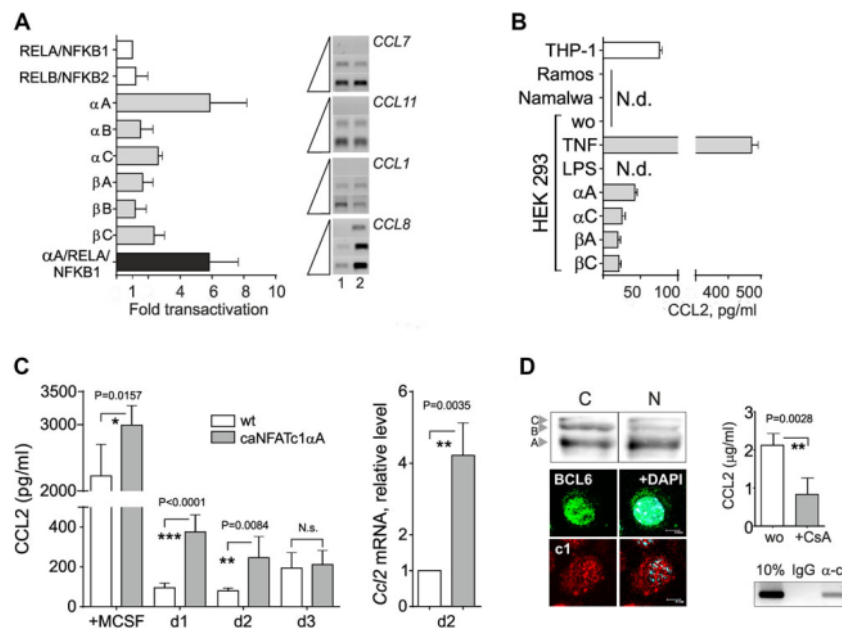 A
RELA/NFKB1
RELB/NFKB2
αA
αB
αC
βA
βB
βC
αA/RELA/
NFKB1
0 2 4 6 8 10
Fold transactivation
CCL7
CCL11
CCL1
CCL8
1 2
B
THP-1
Ramos
Namalwa
N.d.
wo
TNF
LPS
N.d.
αA
αC
βA
βC
HEK 293
50 100 400 500
CCL2, pg/ml
C
3500
3000
2000
400
200
0
CCL2 (pg/ml)
P=0.0157
*
wt
caNFATc1αA
P<0.0001
***
P=0.0084
**
N.s.
+MCSF d1 d2 d3
6
4
2
0
Ccl2 mRNA, relative level
P=0.0035
**
d2
D
C N
C
B
A
BCL6
+DAPI
c1
P=0.0028
**
3
2
1
0
CCL2 (µg/ml)
wo +CsA
10% IgG α-c